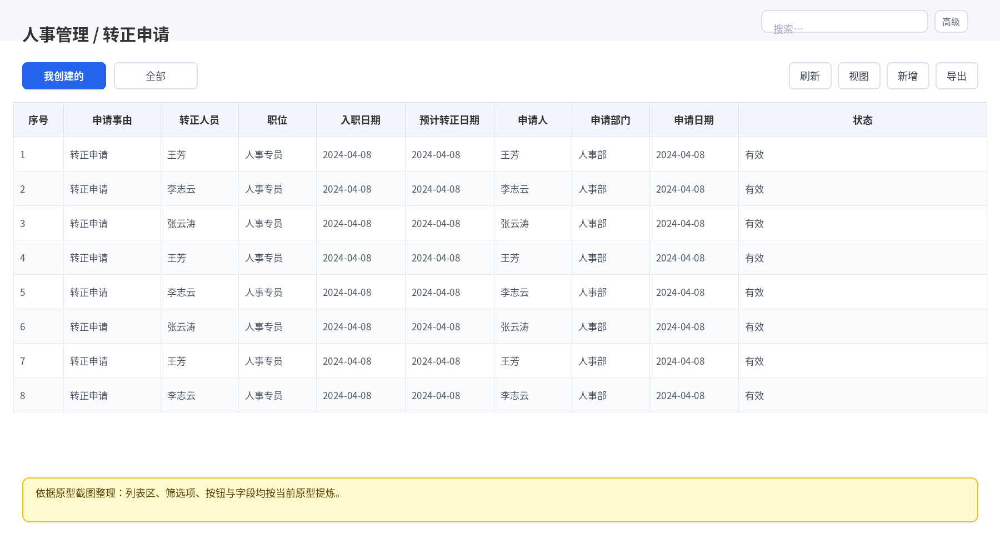 人事管理 / 转正申请
搜索…
高级
我创建的 全部 刷新 视图 新增 导出
序号 申请事由 转正人员 职位 入职日期 预计转正日期 申请人 申请部门 申请日期 状态
1 转正申请 王芳 人事专员 2024-04-08 2024-04-08 王芳 人事部 2024-04-08 有效
2 转正申请 李志云 人事专员 2024-04-08 2024-04-08 李志云 人事部 2024-04-08 有效
3 转正申请 张云涛 人事专员 2024-04-08 2024-04-08 张云涛 人事部 2024-04-08 有效
4 转正申请 王芳 人事专员 2024-04-08 2024-04-08 王芳 人事部 2024-04-08 有效
5 转正申请 李志云 人事专员 2024-04-08 2024-04-08 李志云 人事部 2024-04-08 有效
6 转正申请 张云涛 人事专员 2024-04-08 2024-04-08 张云涛 人事部 2024-04-08 有效
7 转正申请 王芳 人事专员 2024-04-08 2024-04-08 王芳 人事部 2024-04-08 有效
8 转正申请 李志云 人事专员 2024-04-08 2024-04-08 李志云 人事部 2024-04-08 有效
依据原型截图整理：列表区、筛选项、按钮与字段均按当前原型提炼。